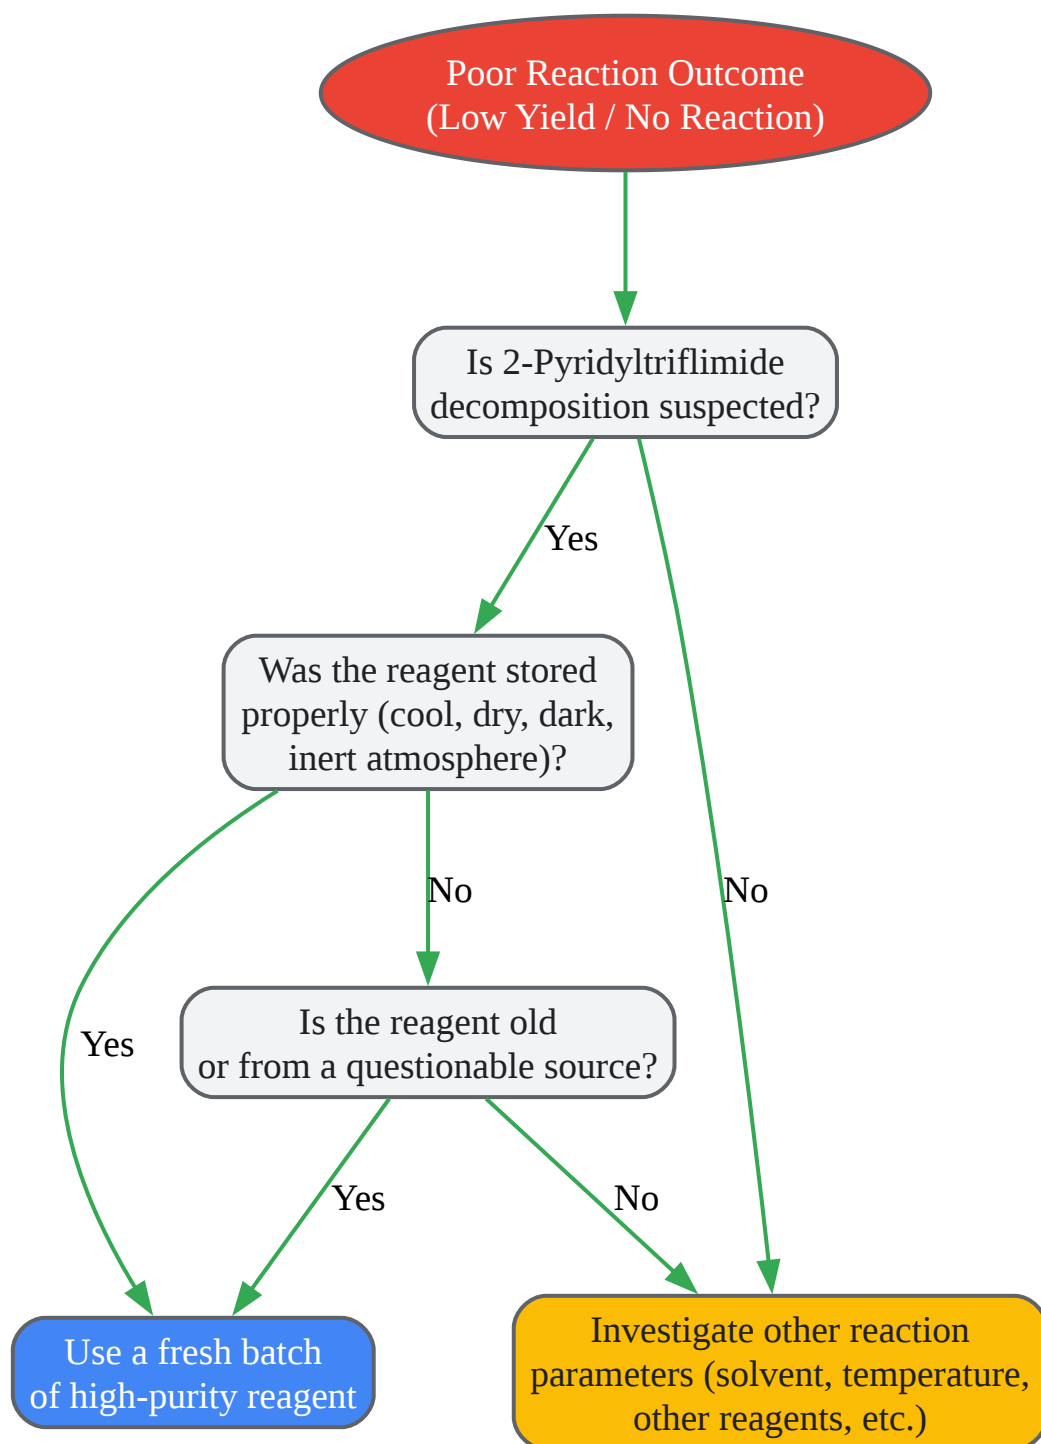 Poor Reaction Outcome
(Low Yield / No Reaction)
Is 2-Pyridyltriflimide
decomposition suspected?
Yes
Was the reagent stored
properly (cool, dry, dark,
inert atmosphere)?
No
No
Is the reagent old
or from a questionable source?
Yes
Yes
No
Use a fresh batch
of high-purity reagent
Investigate other reaction
parameters (solvent, temperature,
other reagents, etc.)